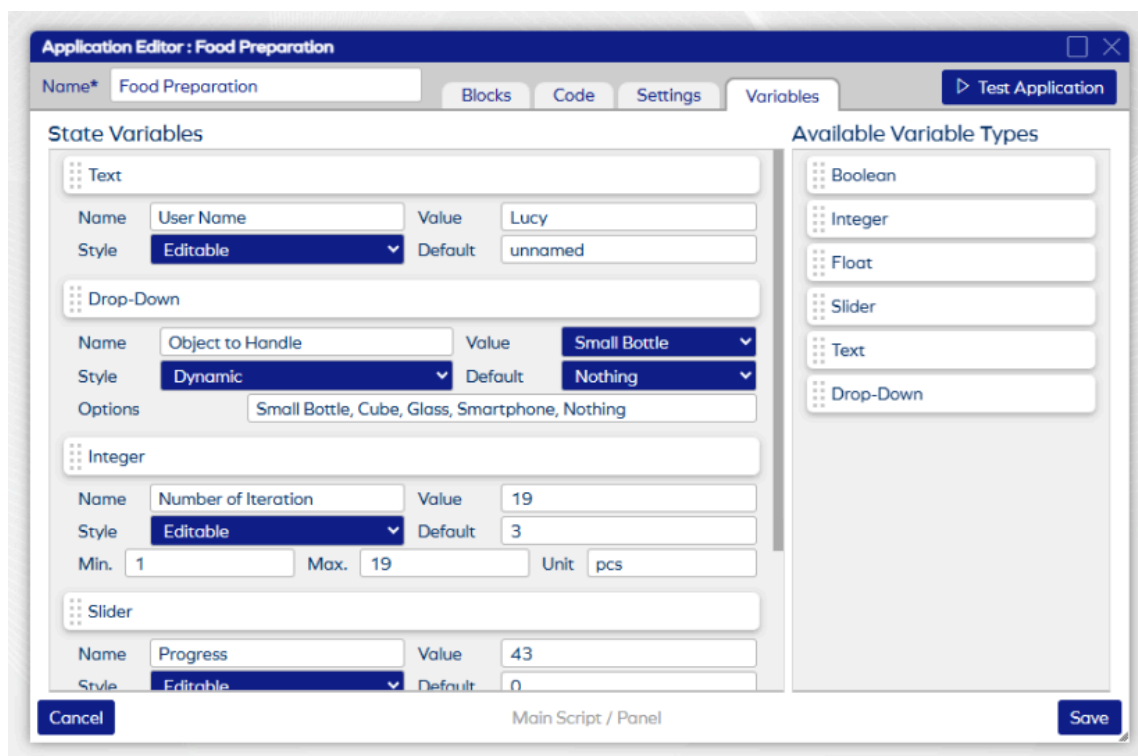 Application Editor : Food Preparation
Name* Food Preparation Blocks Code Settings Variables Test Application
State Variables
Text
Name User Name Value Lucy
Style Editable Default unnamed
Drop-Down
Name Object to Handle Value Small Bottle
Style Dynamic Default Nothing
Options Small Bottle, Cube, Glass, Smartphone, Nothing
Integer
Name Number of Iteration Value 19
Style Editable Default 3
Min. 1 Max. 19 Unit pcs
Slider
Name Progress Value 43
Style Editable Default 0
Available Variable Types
Boolean
Integer
Float
Slider
Text
Drop-Down
Cancel Main Script / Panel Save